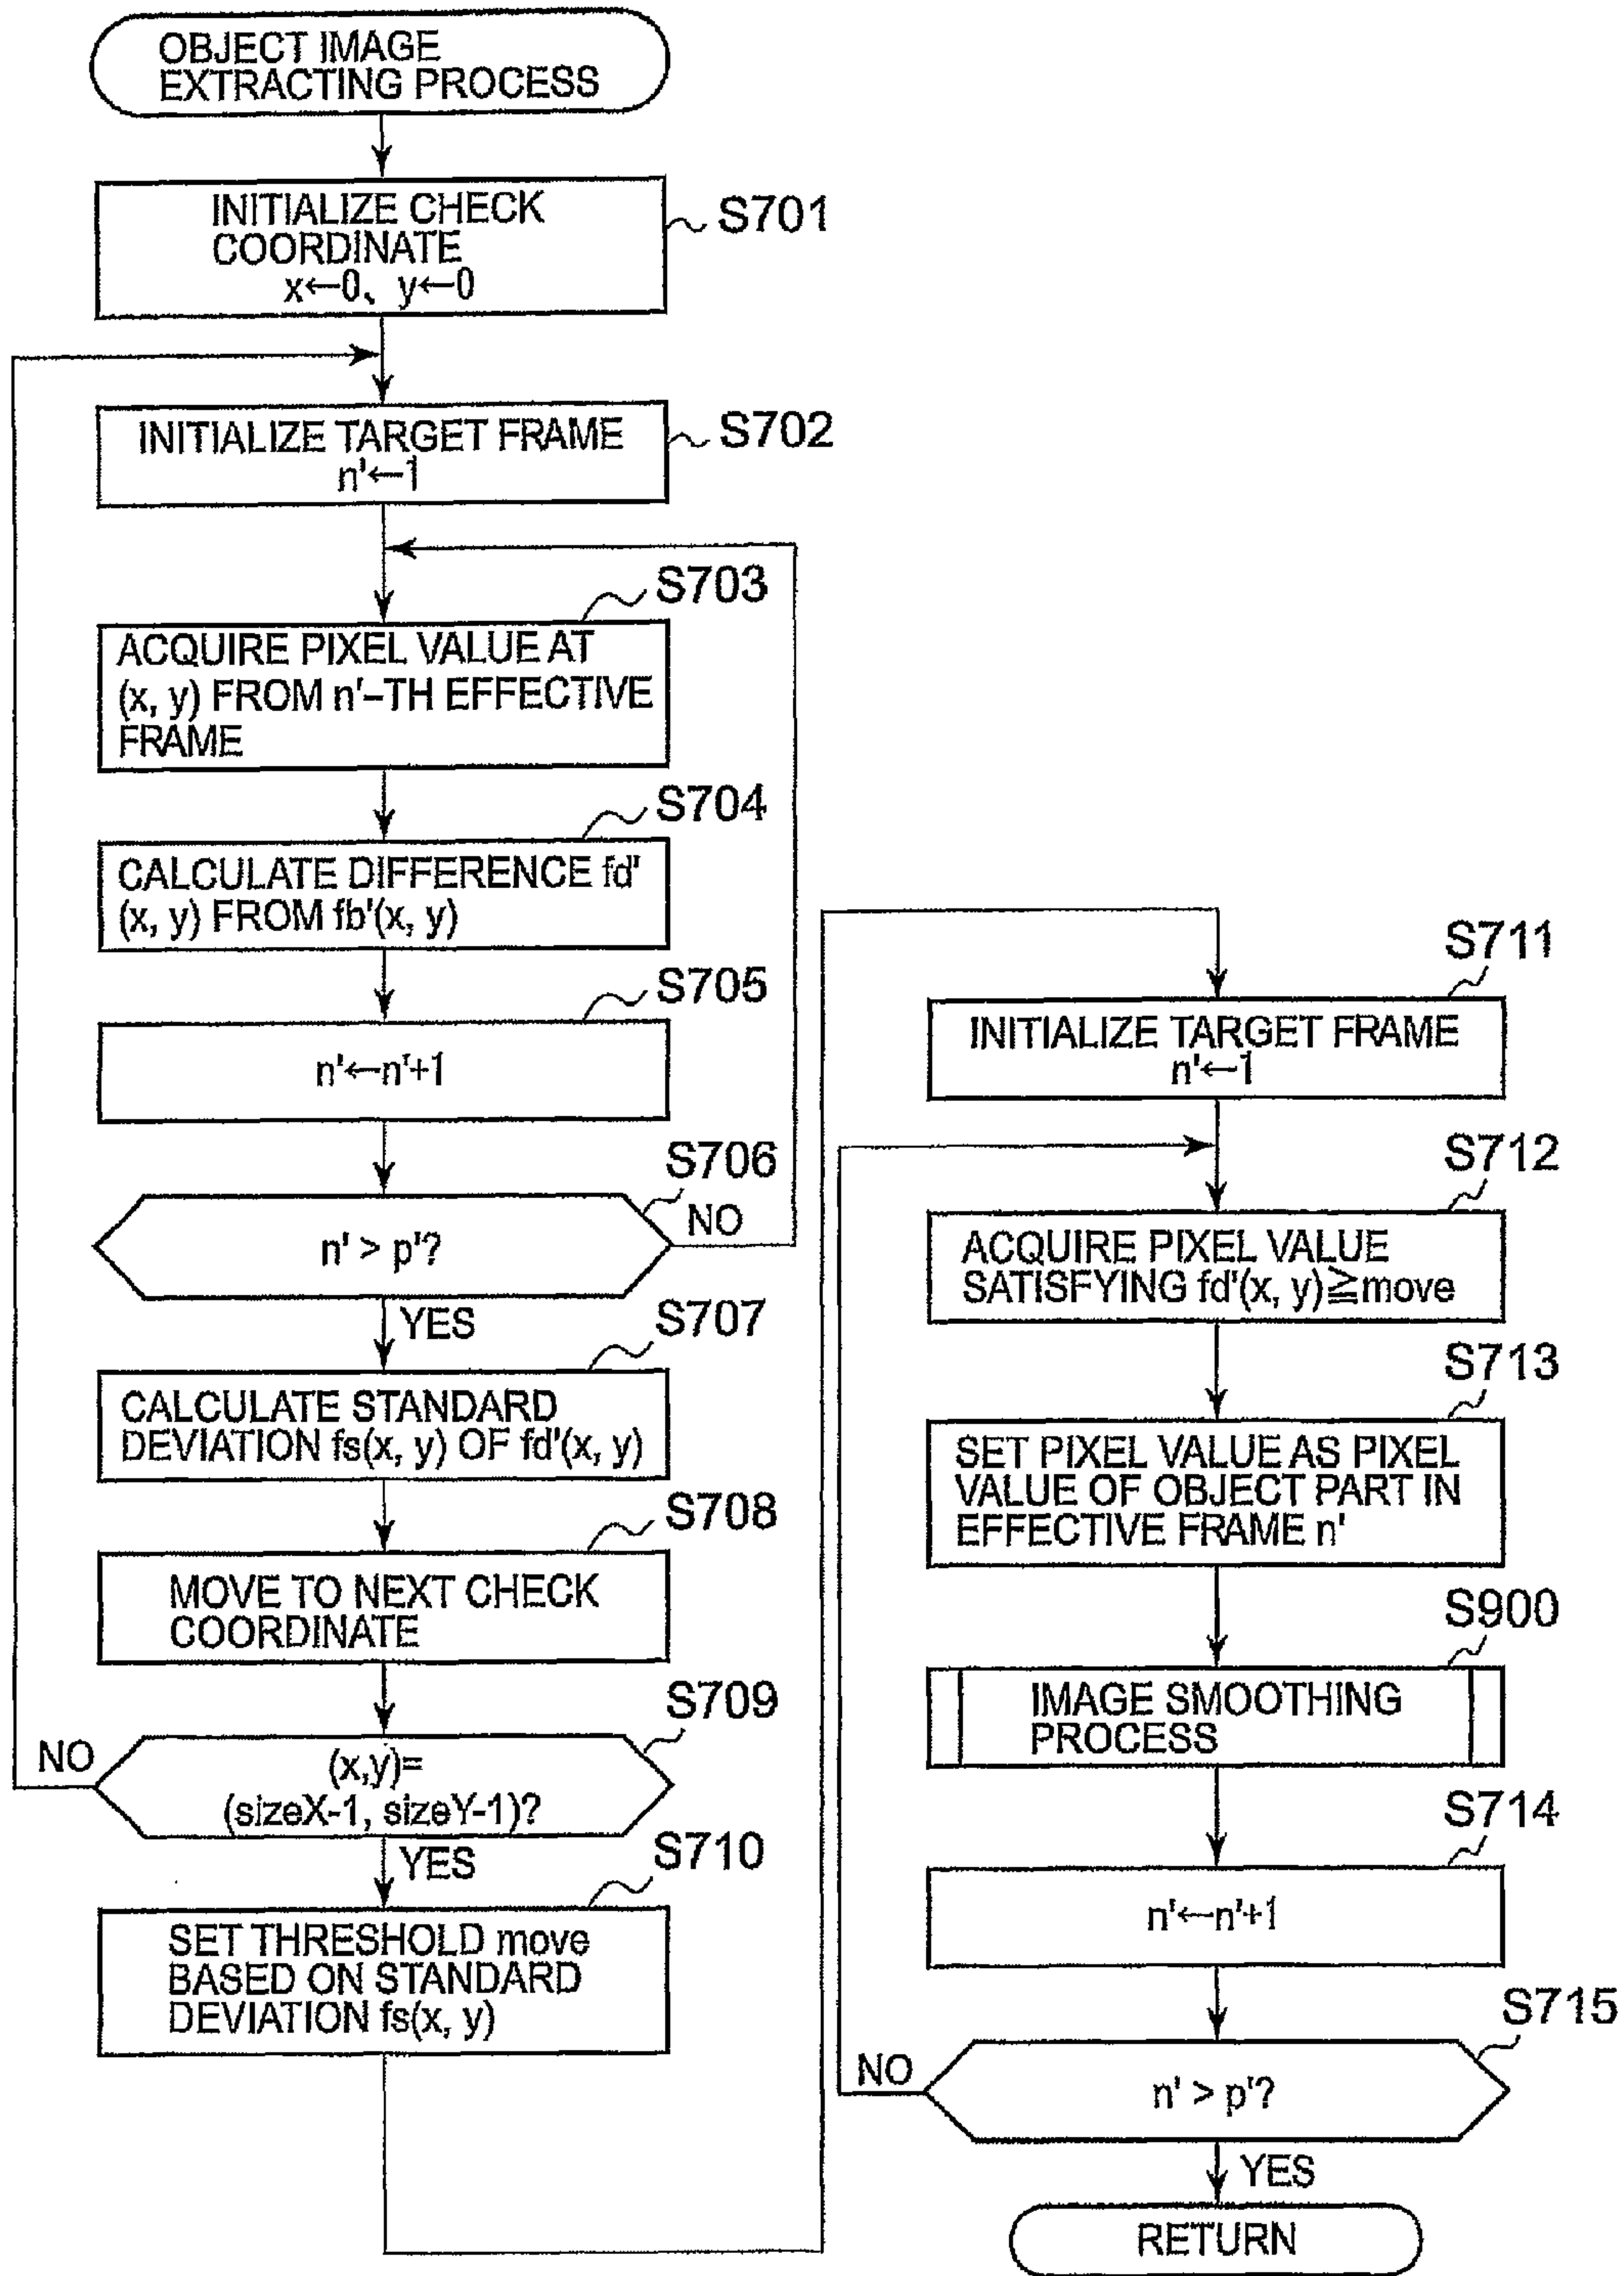 OBJECT IMAGE
EXTRACTING PROCESS
INITIALIZE CHECK
COORDINATE
x←0、 y←0
S701
INITIALIZE TARGET FRAME
n'←1
S702
S703
ACQUIRE PIXEL VALUE AT
(x, y) FROM n'-TH EFFECTIVE
FRAME
S704
CALCULATE DIFFERENCE fd'
(x, y) FROM fb'(x, y)
S705
n'←n'+1
S706
n' > p'?
NO
YES
S707
CALCULATE STANDARD
DEVIATION fs(x, y) OF fd'(x, y)
S708
MOVE TO NEXT CHECK
COORDINATE
S709
NO
(x,y)=
(sizeX-1, sizeY-1)?
YES
S710
SET THRESHOLD move
BASED ON STANDARD
DEVIATION fs(x, y)
S711
INITIALIZE TARGET FRAME
n'←1
S712
ACQUIRE PIXEL VALUE
SATISFYING fd'(x, y)≧move
S713
SET PIXEL VALUE AS PIXEL
VALUE OF OBJECT PART IN
EFFECTIVE FRAME n'
S900
IMAGE SMOOTHING
PROCESS
S714
n'←n'+1
S715
NO
n' > p'?
YES
RETURN